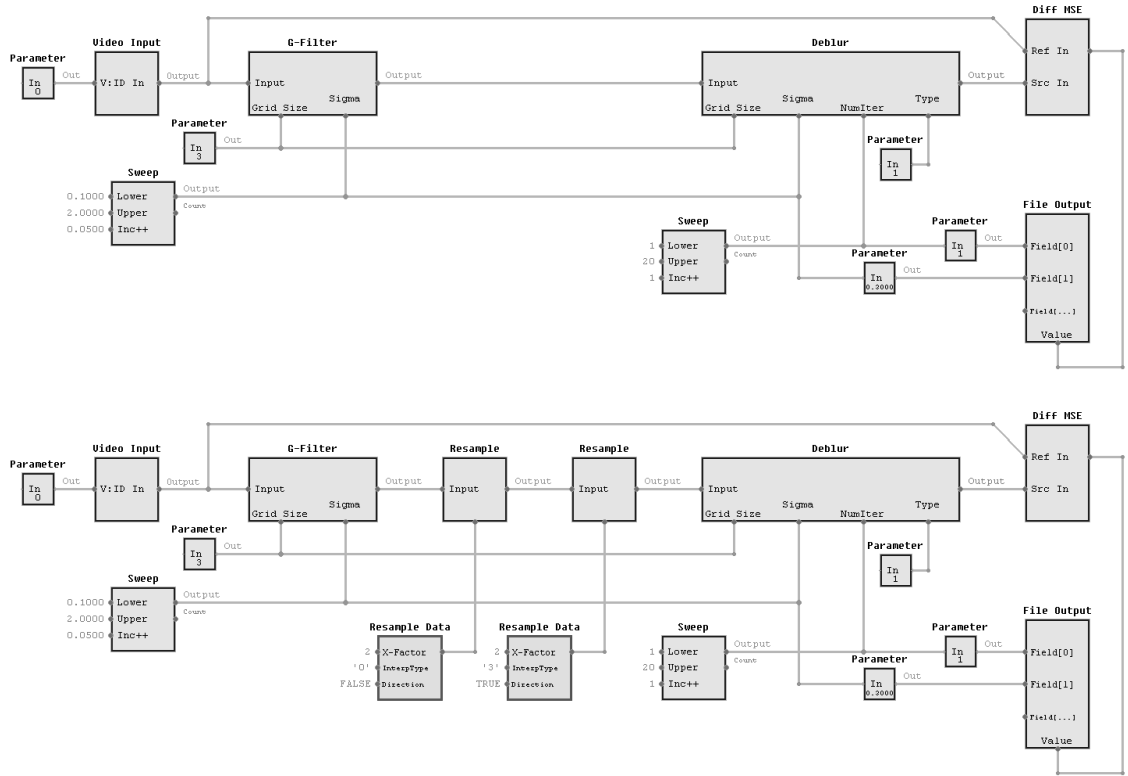 Diff MSE
Video Input
G-Filter
Deblur
Parameter
Out
Output
Output
Output
Ref In
In
0
V:ID In
Input
Input
Src In
Sigma
Sigma
Type
Grid Size
Grid Size
NumIter
Parameter
Out
In
3
Parameter
In
1
Sweep
Output
0.1000 Lower
Count
2.0000 Upper
0.0500 Inc++
File Output
Sweep
Parameter
Output
Out
1 Lower
In
1
Field[0]
20 Upper
Count
Parameter
Out
1 Inc++
In
0.2000
Field[1]
Field[...]
Value
Diff MSE
Video Input
G-Filter
Resample
Resample
Deblur
Parameter
Out
Output
Output
Output
Output
Output
Ref In
In
0
V:ID In
Input
Input
Input
Input
Src In
Sigma
Sigma
Type
Grid Size
Grid Size
NumIter
Parameter
Out
In
3
Parameter
In
1
Sweep
Output
0.1000 Lower
Count
2.0000 Upper
0.0500 Inc++
File Output
Resample Data
Resample Data
Sweep
Parameter
Output
Out
2 X-Factor
2 X-Factor
1 Lower
In
1
Field[0]
'0' InterpType
'3' InterpType
20 Upper
Count
Parameter
Out
FALSE Direction
TRUE Direction
1 Inc++
In
0.2000
Field[1]
Field[...]
Value